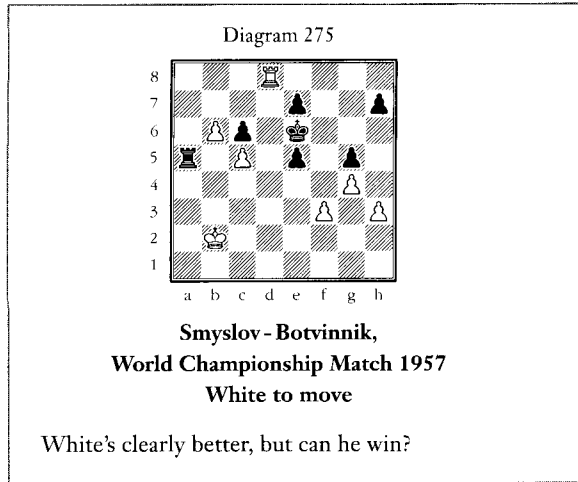 Diagram 275
8
7
6
5
4
3
2
1
a b c d e f g h
Smyslov - Botvinnik,
World Championship Match 1957
White to move
White's clearly better, but can he win?